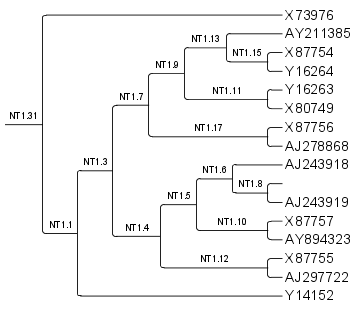 X73976
AY211385
NT1.13
X87754
NT1.15
NT1.9
Y16264
Y16263
NT1.11
NT1.7
X80749
NT1.31
X87756
NT1.17
AJ278868
NT1.3
AJ243918
NT1.6
NT1.8
NT1.5
AJ243919
X87757
NT1.1
NT1.4
NT1.10
AY894323
X87755
NT1.12
AJ297722
Y14152